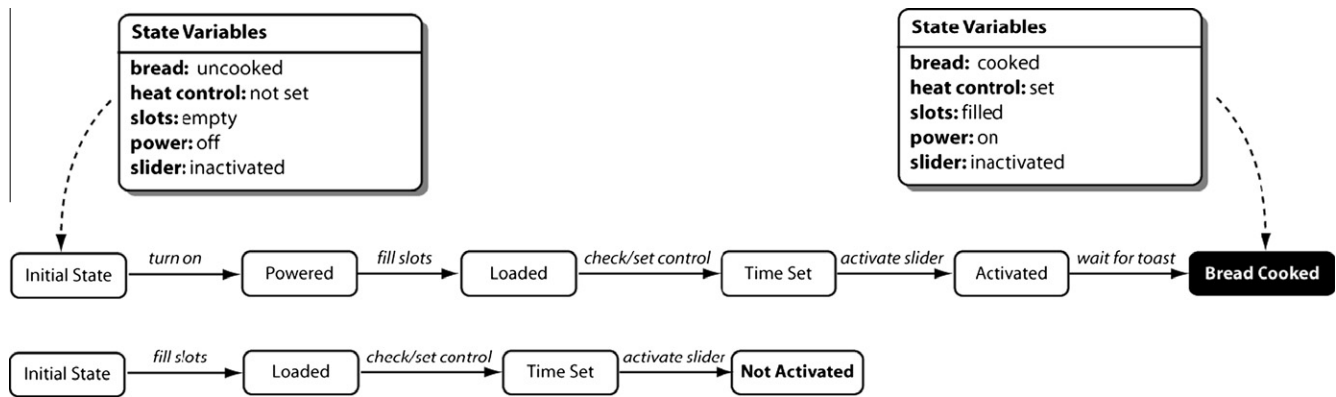 State Variables
bread: uncooked
heat control: not set
slots: empty
power: off
slider: inactivated
State Variables
bread: cooked
heat control: set
slots: filled
power: on
slider: inactivated
Initial State
turn on
Powered
fill slots
Loaded
check/set control
Time Set
activate slider
Activated
wait for toast
Bread Cooked
Initial State
fill slots
Loaded
check/set control
Time Set
activate slider
Not Activated